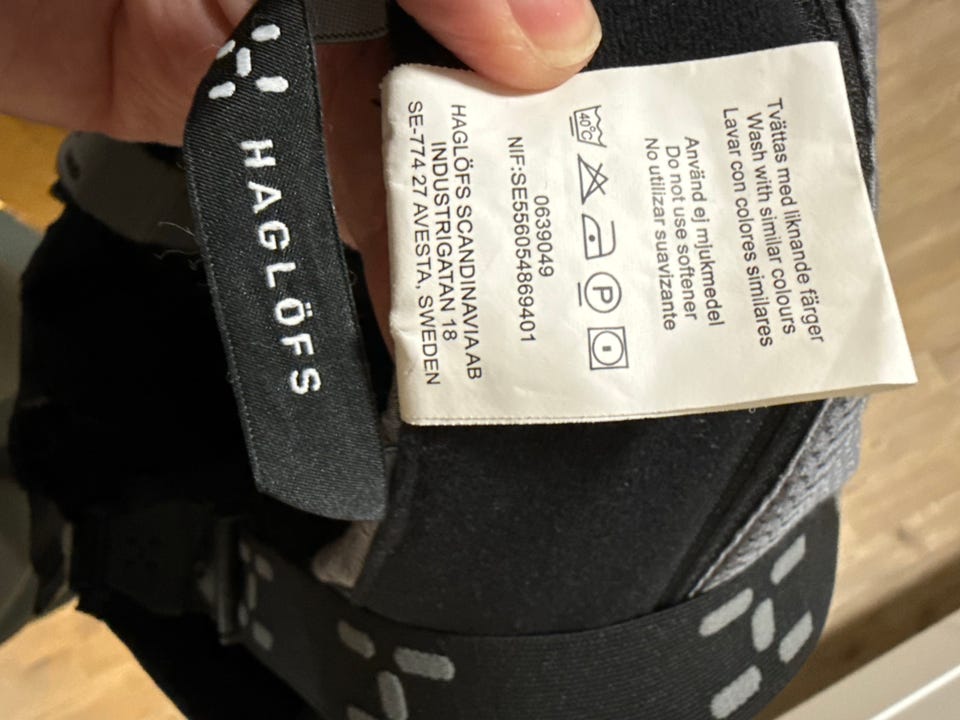 HAGLÖFS
Tvättas med liknande färger
Wash with similar colours
Lavar con colores similares
Använd ej mjukmedel
Do not use softener
No utilizar suavizante
40°C P
0639049
NIF:SE556054869401
HAGLÖFS SCANDINAVIA AB
INDUSTRIGATAN 18
SE-774 27 AVESTA, SWEDEN